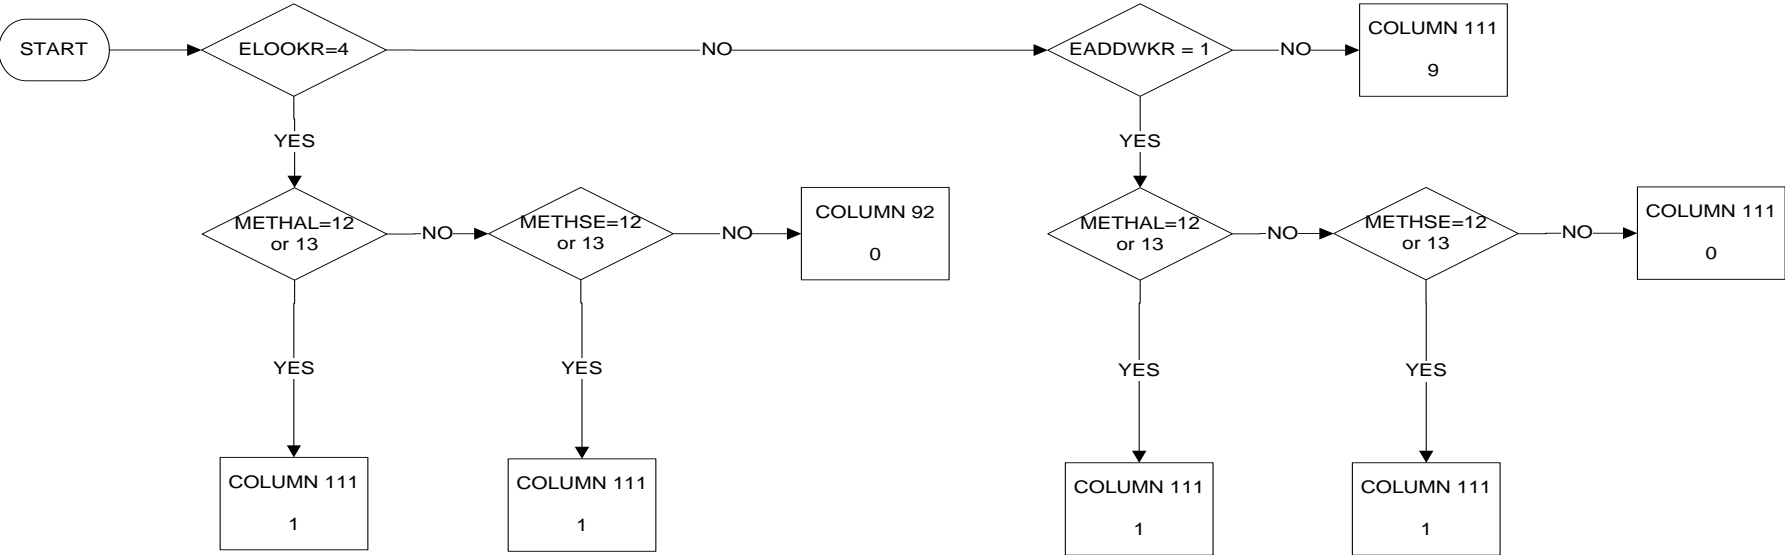 START
ELOOKR=4
NO
EADDWKR = 1
NO
COLUMN 111
9
YES
YES
METHAL=12
or 13
NO
METHSE=12
or 13
NO
COLUMN 92
0
METHAL=12
or 13
NO
METHSE=12
or 13
NO
COLUMN 111
0
YES
YES
YES
YES
COLUMN 111
1
COLUMN 111
1
COLUMN 111
1
COLUMN 111
1